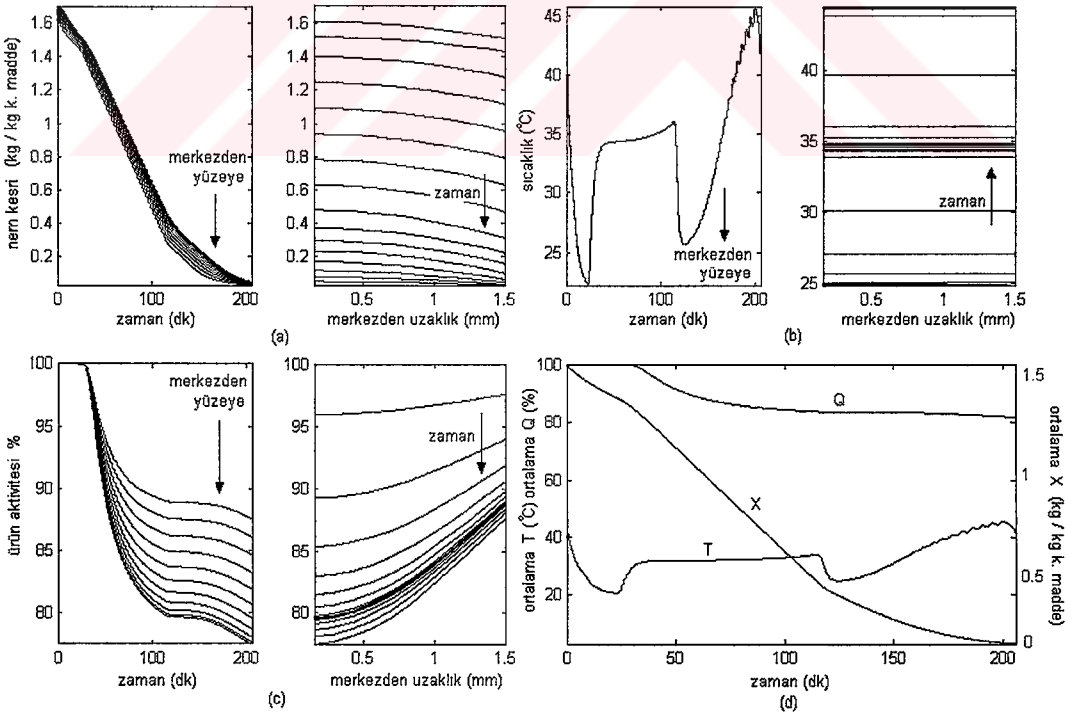 1.6
1.4
1.2
1
0.8
0.6
0.4
0.2
nem kesri (kg / kg k. madde)
merkezden
yüzeye
0
100
200
zaman (dk)
1.6
1.4
1.2
1
0.8
0.6
0.4
0.2
zaman
0.5
1
1.5
merkezden uzaklık (mm)
(a)
45
40
35
30
25
sıcaklık (°C)
merkezden
yüzeye
0
100
200
zaman (dk)
45
40
35
30
25
zaman
0.5
1
1.5
merkezden uzaklık (mm)
(b)
100
95
90
85
80
ürün aktivitesi %
merkezden
yüzeye
0
100
200
zaman (dk)
100
95
90
85
80
zaman
0.5
1
1.5
merkezden uzaklık (mm)
(c)
100
80
60
40
20
ortalama T (°C) ortalama Q (%)
Q
X
T
0
50
100
150
200
zaman (dk)
1.5
1
0.5
0
ortalama X (kg / kg k. madde)
(d)